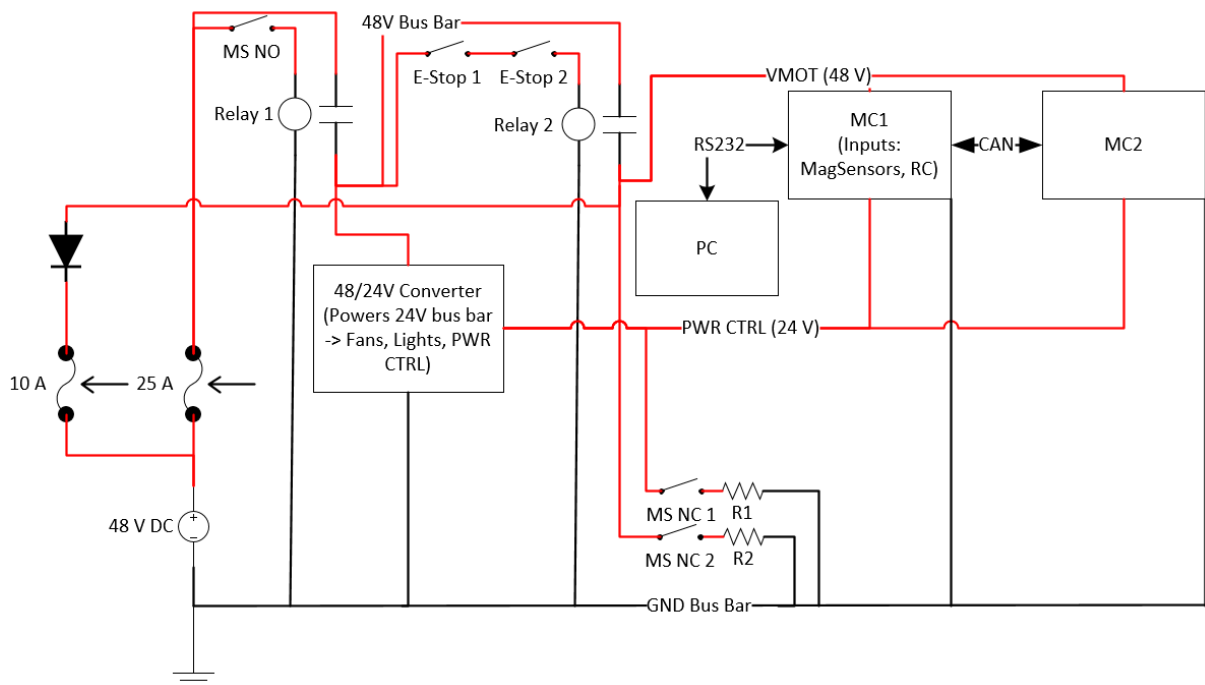 48V Bus Bar
MS NO
E-Stop 1
E-Stop 2
VMOT (48 V)
Relay 1
Relay 2
MC1
(Inputs:
MagSensors, RC)
RS232
CAN
MC2
PC
48/24V Converter
(Powers 24V bus bar
-> Fans, Lights, PWR
CTRL)
PWR CTRL (24 V)
10 A
25 A
MS NC 1
R1
48 V DC
+
−
MS NC 2
R2
GND Bus Bar